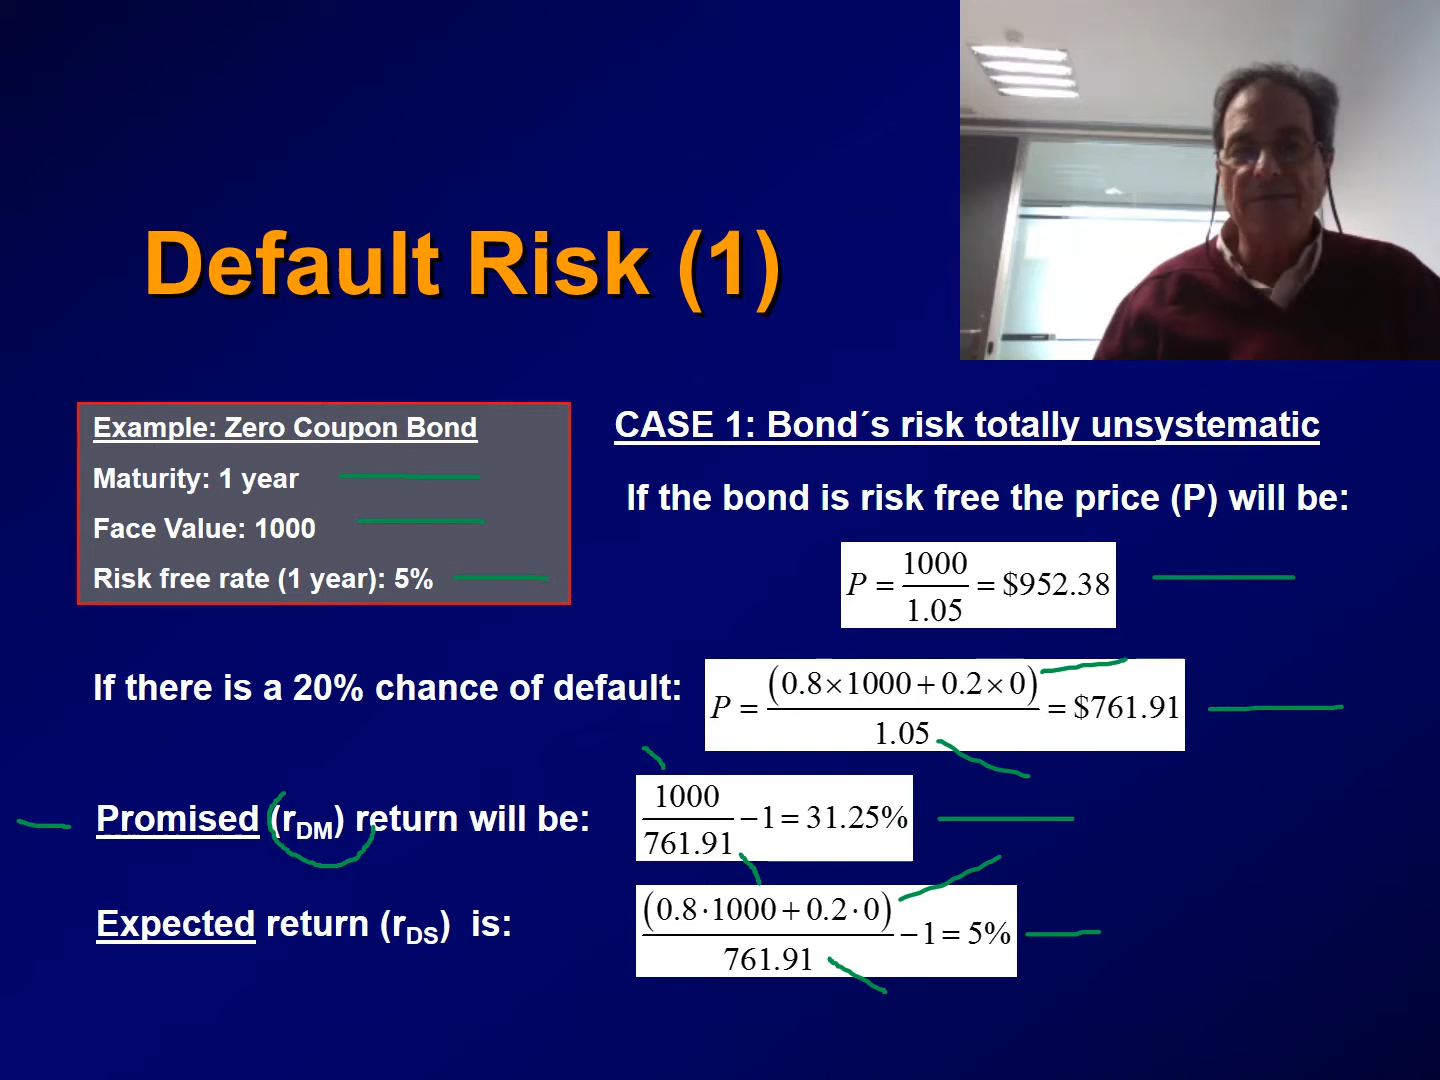 Default Risk (1)
Example: Zero Coupon Bond
Maturity: 1 year
Face Value: 1000
Risk free rate (1 year): 5%
CASE 1: Bond´s risk totally unsystematic
If the bond is risk free the price (P) will be:
P = 1000 / 1.05 = $952.38
If there is a 20% chance of default:
P = (0.8×1000 + 0.2×0) / 1.05 = $761.91
Promised (r_DM) return will be:
1000 / 761.91 − 1 = 31.25%
Expected return (r_DS) is:
(0.8·1000 + 0.2·0) / 761.91 − 1 = 5%